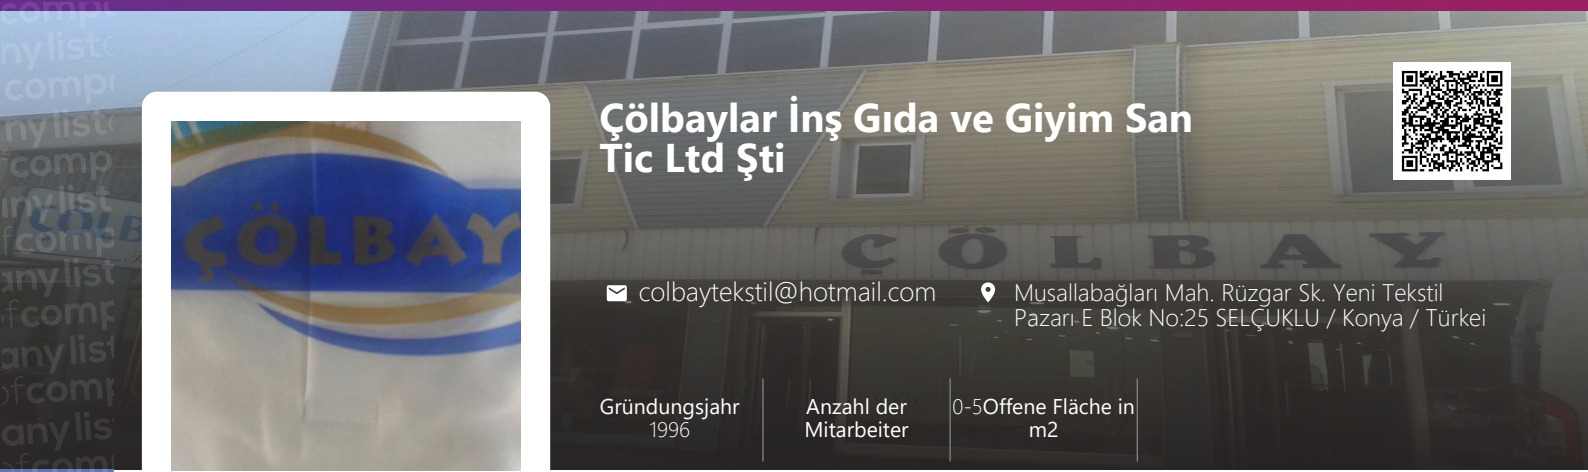 Çölbaylar İnş Gıda ve Giyim San
Tic Ltd Şti
ÇÖLBAY
ÇÖLBAY
colbaytekstil@hotmail.com
Musallabağları Mah. Rüzgar Sk. Yeni Tekstil
Pazarı E Blok No:25 SELÇUKLU / Konya / Türkei
Gründungsjahr
1996
Anzahl der
Mitarbeiter
0-5Offene Fläche in
m2